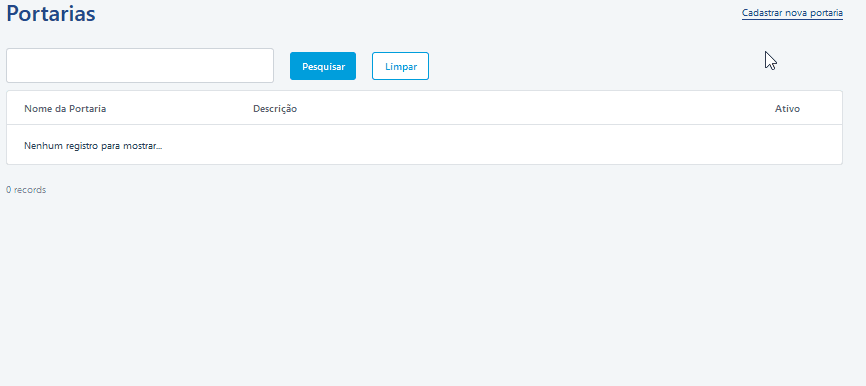 Portarias
Cadastrar nova portaria
Pesquisar
Limpar
Nome da Portaria
Descrição
Ativo
Nenhum registro para mostrar...
0 records